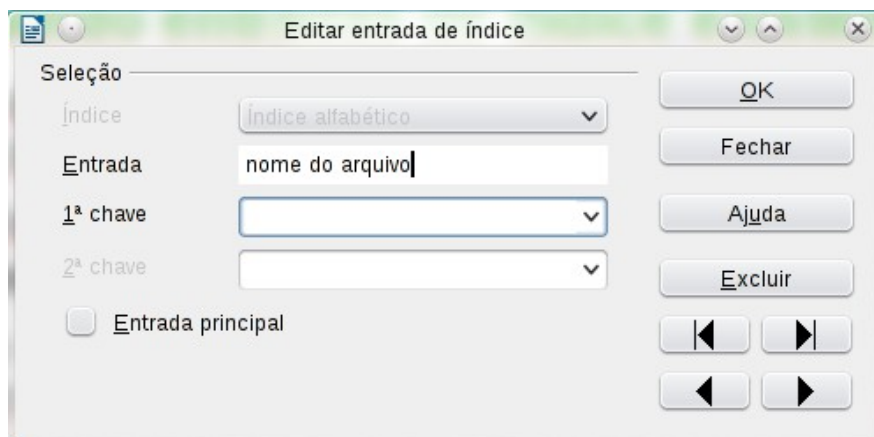 Editar entrada de índice
Seleção
OK
Índice
Índice alfabético
Fechar
Entrada
nome do arquivo
1ª chave
Ajuda
2ª chave
Excluir
Entrada principal